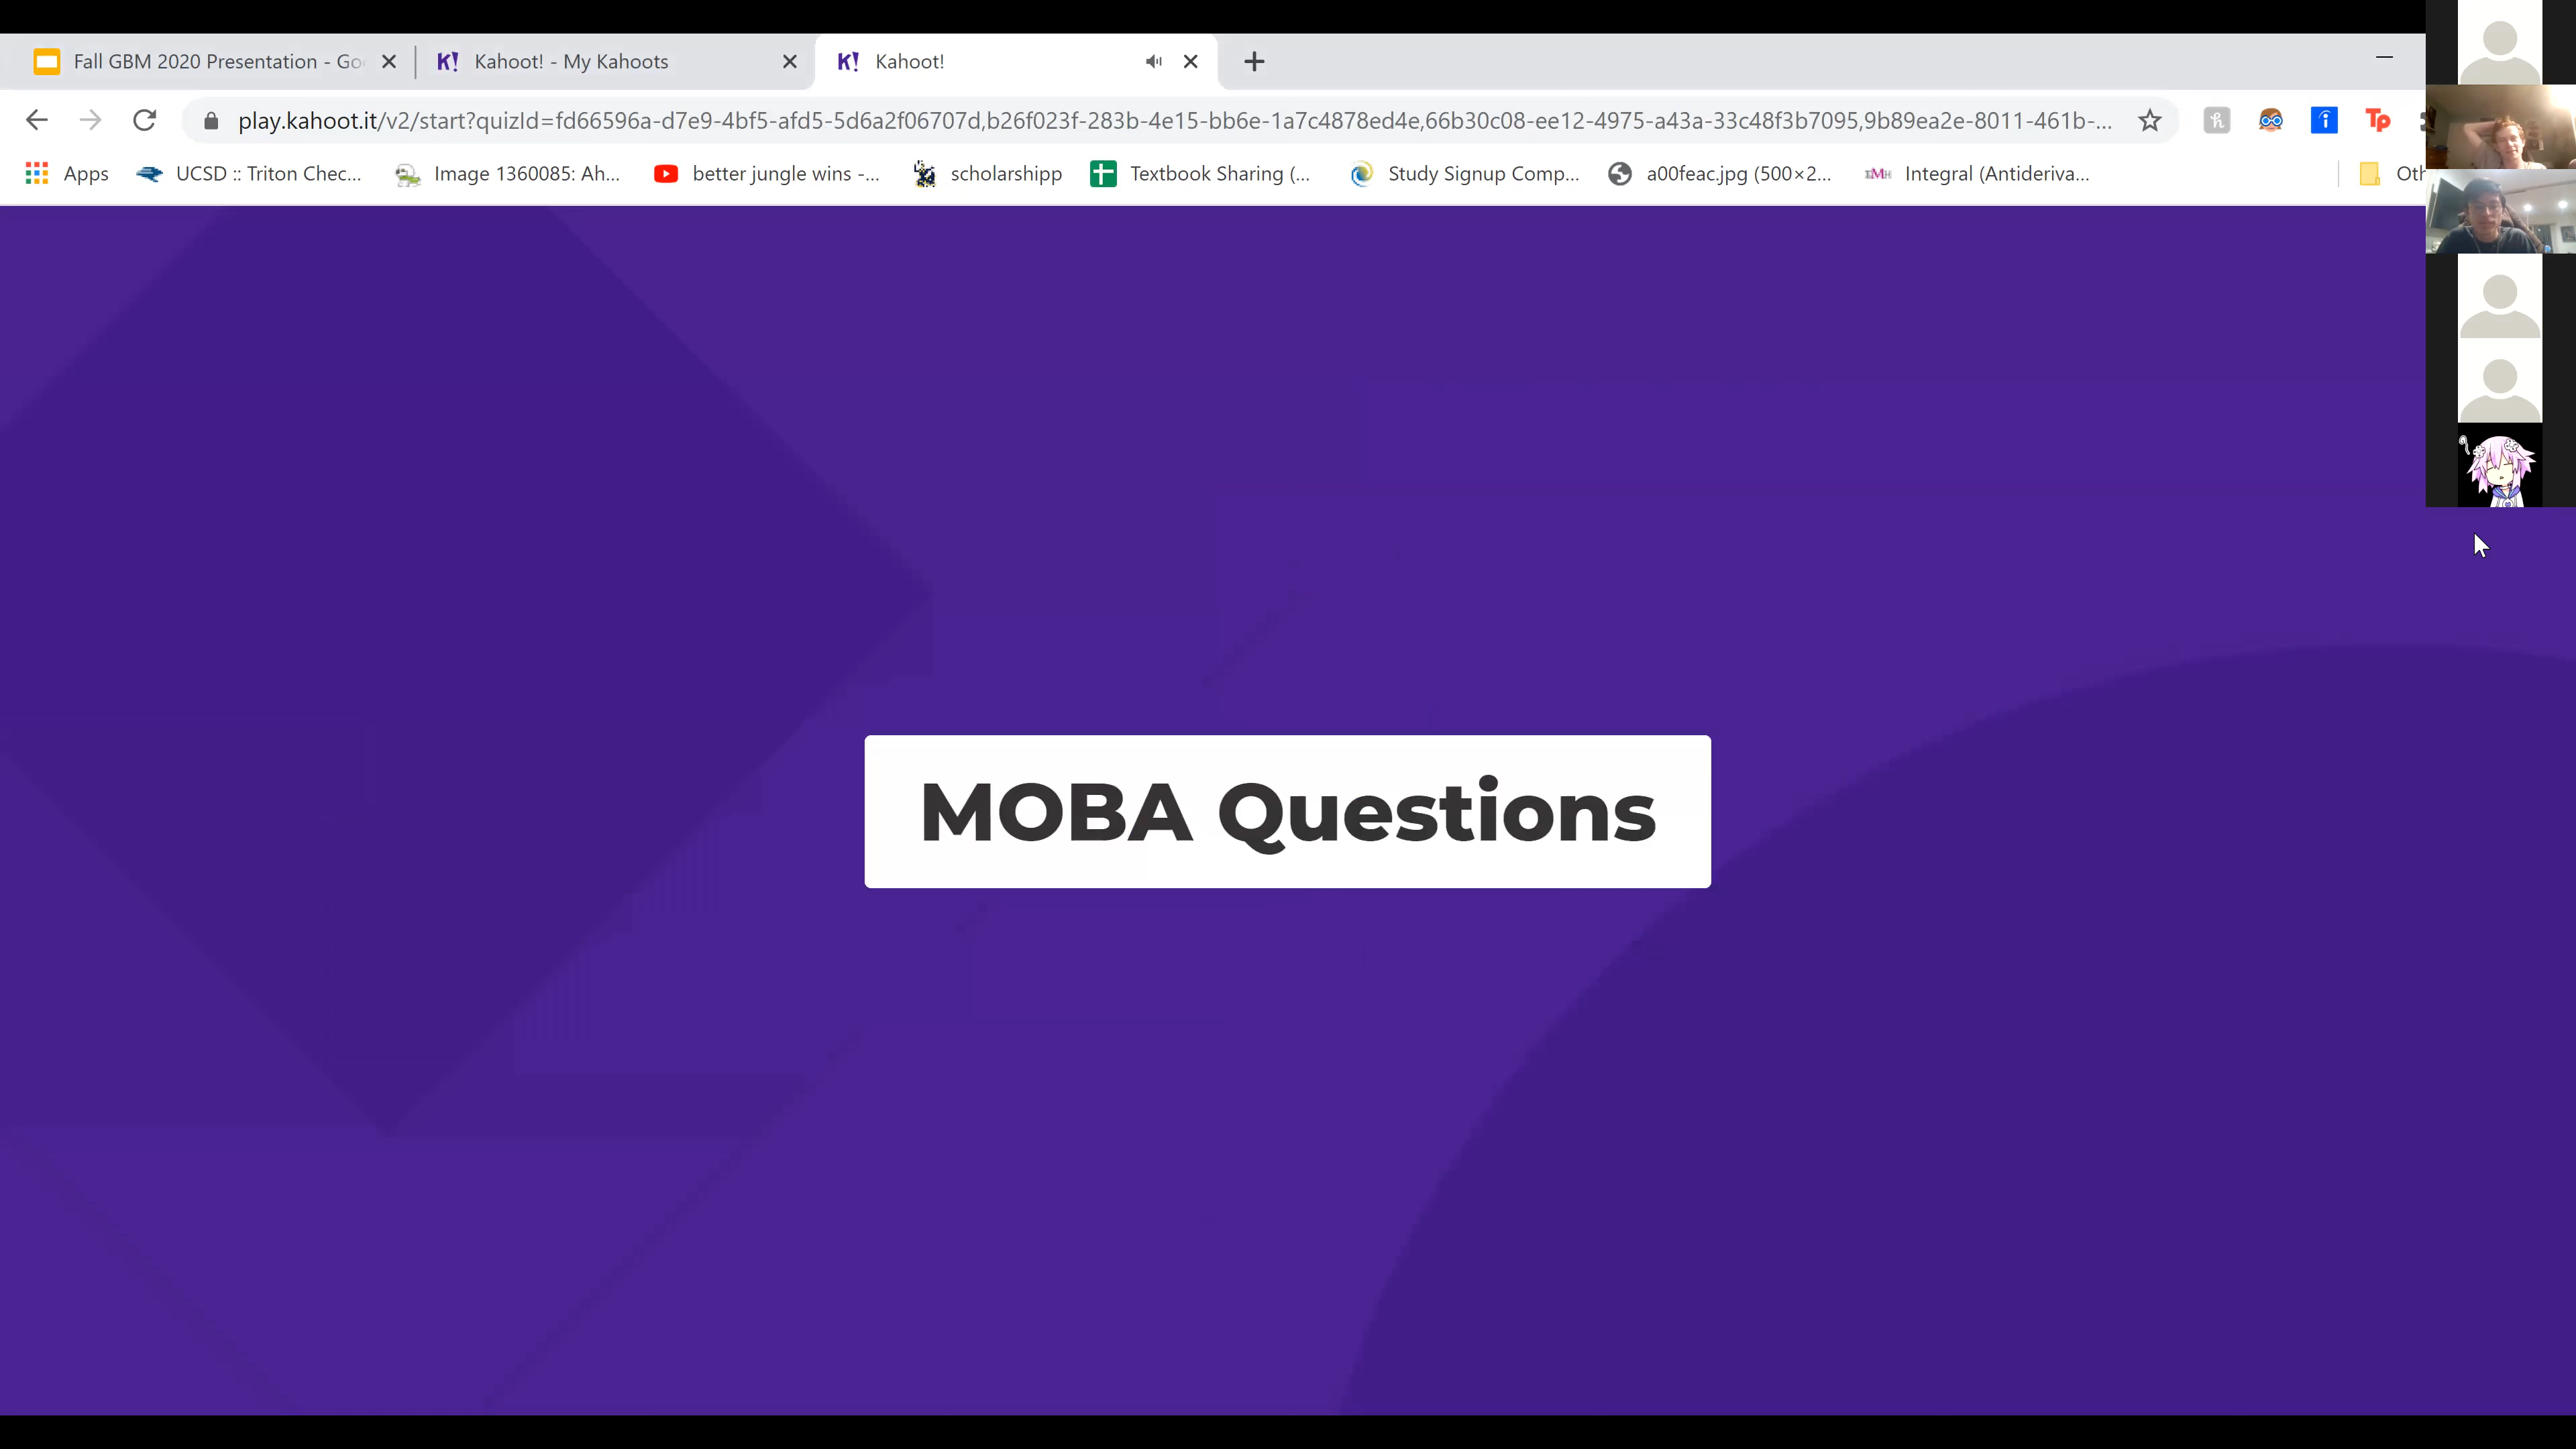 Fall GBM 2020 Presentation - Go
K! Kahoot! - My Kahoots
K! Kahoot!
play.kahoot.it/v2/start?quizId=fd66596a-d7e9-4bf5-afd5-5d6a2f06707d,b26f023f-283b-4e15-bb6e-1a7c4878ed4e,66b30c08-ee12-4975-a43a-33c48f3b7095,9b89ea2e-8011-461b-...
h
i
Tp
Apps
UCSD :: Triton Chec...
Image 1360085: Ah...
better jungle wins -...
scholarshipp
Textbook Sharing (...
Study Signup Comp...
a00feac.jpg (500×2...
Integral (Antideriva...
Oth
MOBA Questions